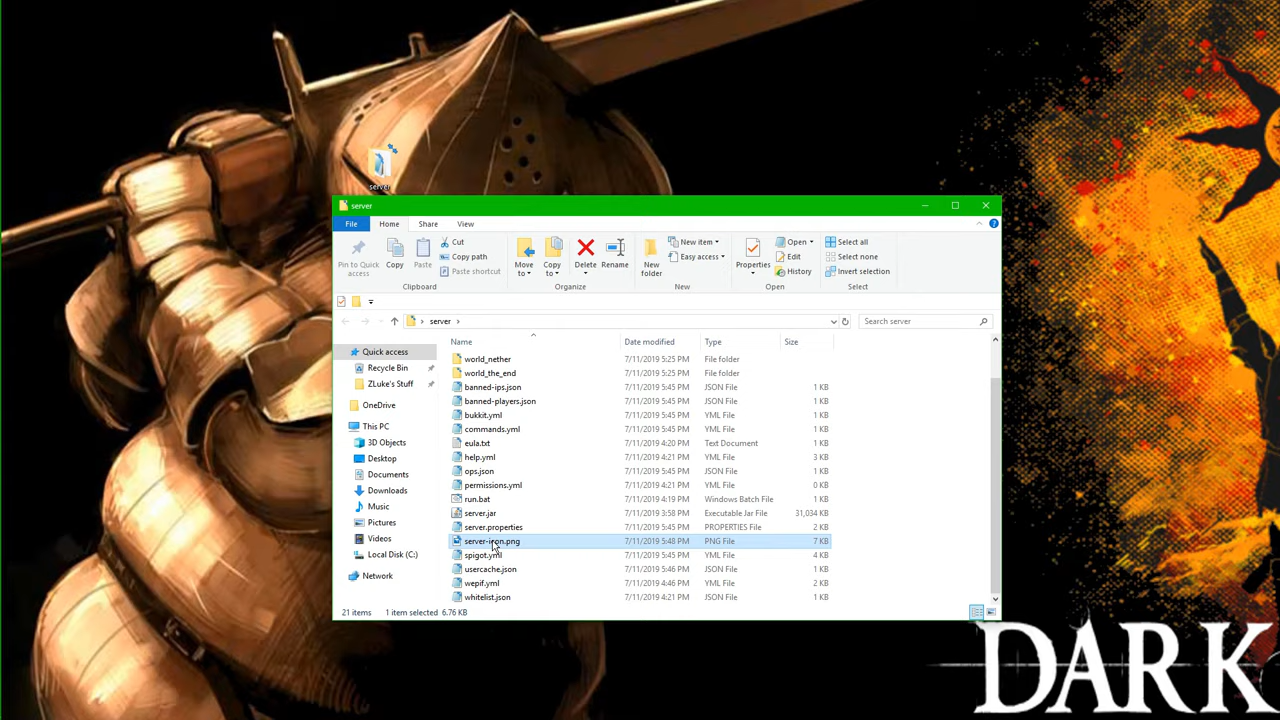 server
server
File Home Share View
Pin to Quick access
Copy
Paste
Cut
Copy path
Paste shortcut
Clipboard
Move to
Copy to
Delete
Rename
Organize
New folder
New item
Easy access
New
Properties
Open
Edit
History
Open
Select all
Select none
Invert selection
Select
server
Search server
Quick access
Recycle Bin
ZLuke's Stuff
OneDrive
This PC
3D Objects
Desktop
Documents
Downloads
Music
Pictures
Videos
Local Disk (C:)
Network
Name Date modified Type Size
world_nether 7/11/2019 5:25 PM File folder
world_the_end 7/11/2019 5:25 PM File folder
banned-ips.json 7/11/2019 5:45 PM JSON File 1 KB
banned-players.json 7/11/2019 5:45 PM JSON File 1 KB
bukkit.yml 7/11/2019 5:45 PM YML File 1 KB
commands.yml 7/11/2019 5:45 PM YML File 1 KB
eula.txt 7/11/2019 4:20 PM Text Document 1 KB
help.yml 7/11/2019 4:21 PM YML File 3 KB
ops.json 7/11/2019 5:45 PM JSON File 1 KB
permissions.yml 7/11/2019 4:21 PM YML File 0 KB
run.bat 7/11/2019 4:19 PM Windows Batch File 1 KB
server.jar 7/11/2019 3:58 PM Executable Jar File 31,034 KB
server.properties 7/11/2019 5:45 PM PROPERTIES File 2 KB
server-icon.png 7/11/2019 5:48 PM PNG File 7 KB
spigot.yml 7/11/2019 5:45 PM YML File 4 KB
usercache.json 7/11/2019 5:45 PM JSON File 1 KB
wepif.yml 7/11/2019 4:46 PM YML File 2 KB
whitelist.json 7/11/2019 4:21 PM JSON File 1 KB
21 items 1 item selected 6.76 KB
DARK